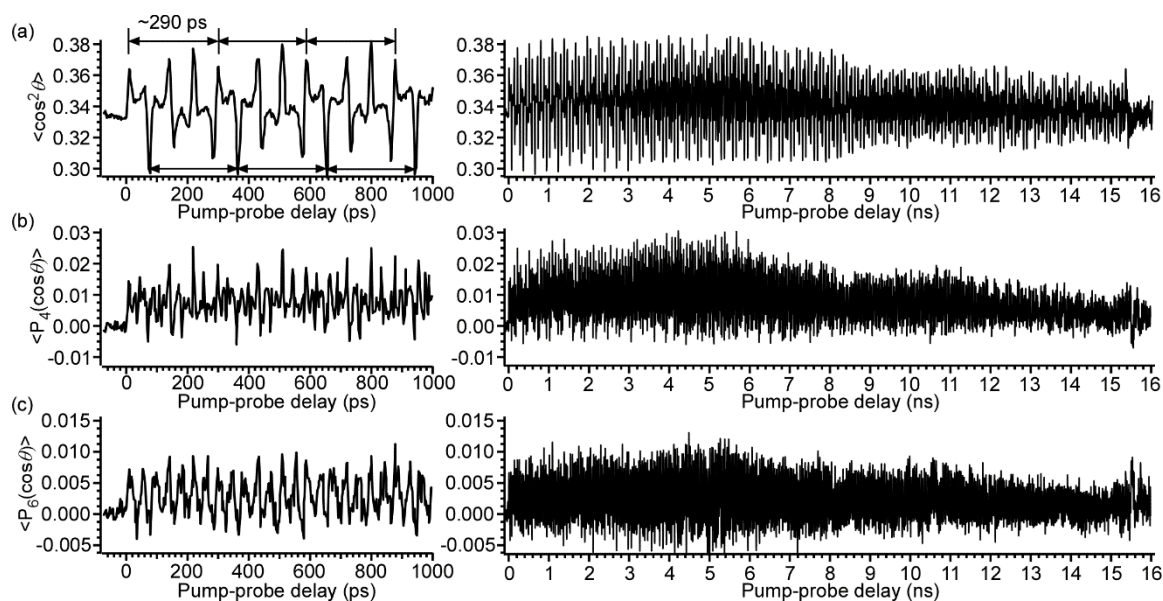 (a)
~290 ps
<cos²θ>
0.38
0.36
0.34
0.32
0.30
0 200 400 600 800 1000
Pump-probe delay (ps)
0 1 2 3 4 5 6 7 8 9 10 11 12 13 14 15 16
Pump-probe delay (ns)
0.38
0.36
0.34
0.32
0.30
(b)
<P₄(cosθ)>
0.03
0.02
0.01
0.00
-0.01
0 200 400 600 800 1000
Pump-probe delay (ps)
0.03
0.02
0.01
0.00
-0.01
0 1 2 3 4 5 6 7 8 9 10 11 12 13 14 15 16
Pump-probe delay (ns)
(c)
<P₆(cosθ)>
0.015
0.010
0.005
0.000
-0.005
0 200 400 600 800 1000
Pump-probe delay (ps)
0.015
0.010
0.005
0.000
-0.005
0 1 2 3 4 5 6 7 8 9 10 11 12 13 14 15 16
Pump-probe delay (ns)